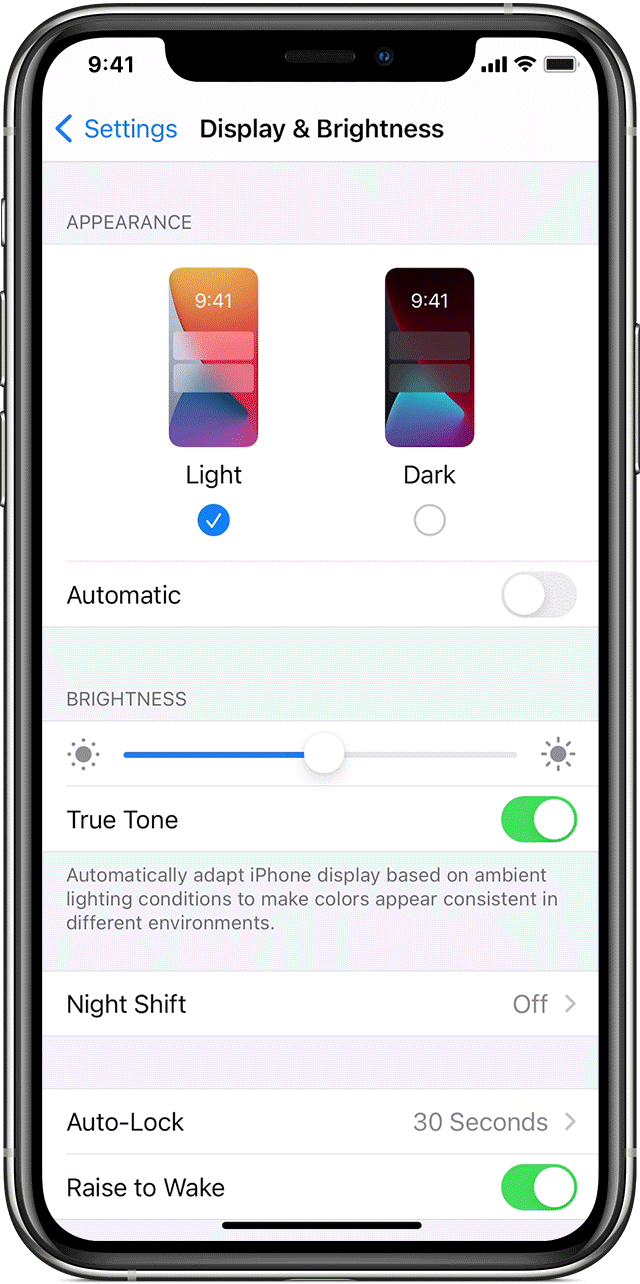 9:41
Settings Display & Brightness
APPEARANCE
9:41 9:41
Light Dark
Automatic
BRIGHTNESS
True Tone
Automatically adapt iPhone display based on ambient
lighting conditions to make colors appear consistent in
different environments.
Night Shift Off
Auto-Lock 30 Seconds
Raise to Wake